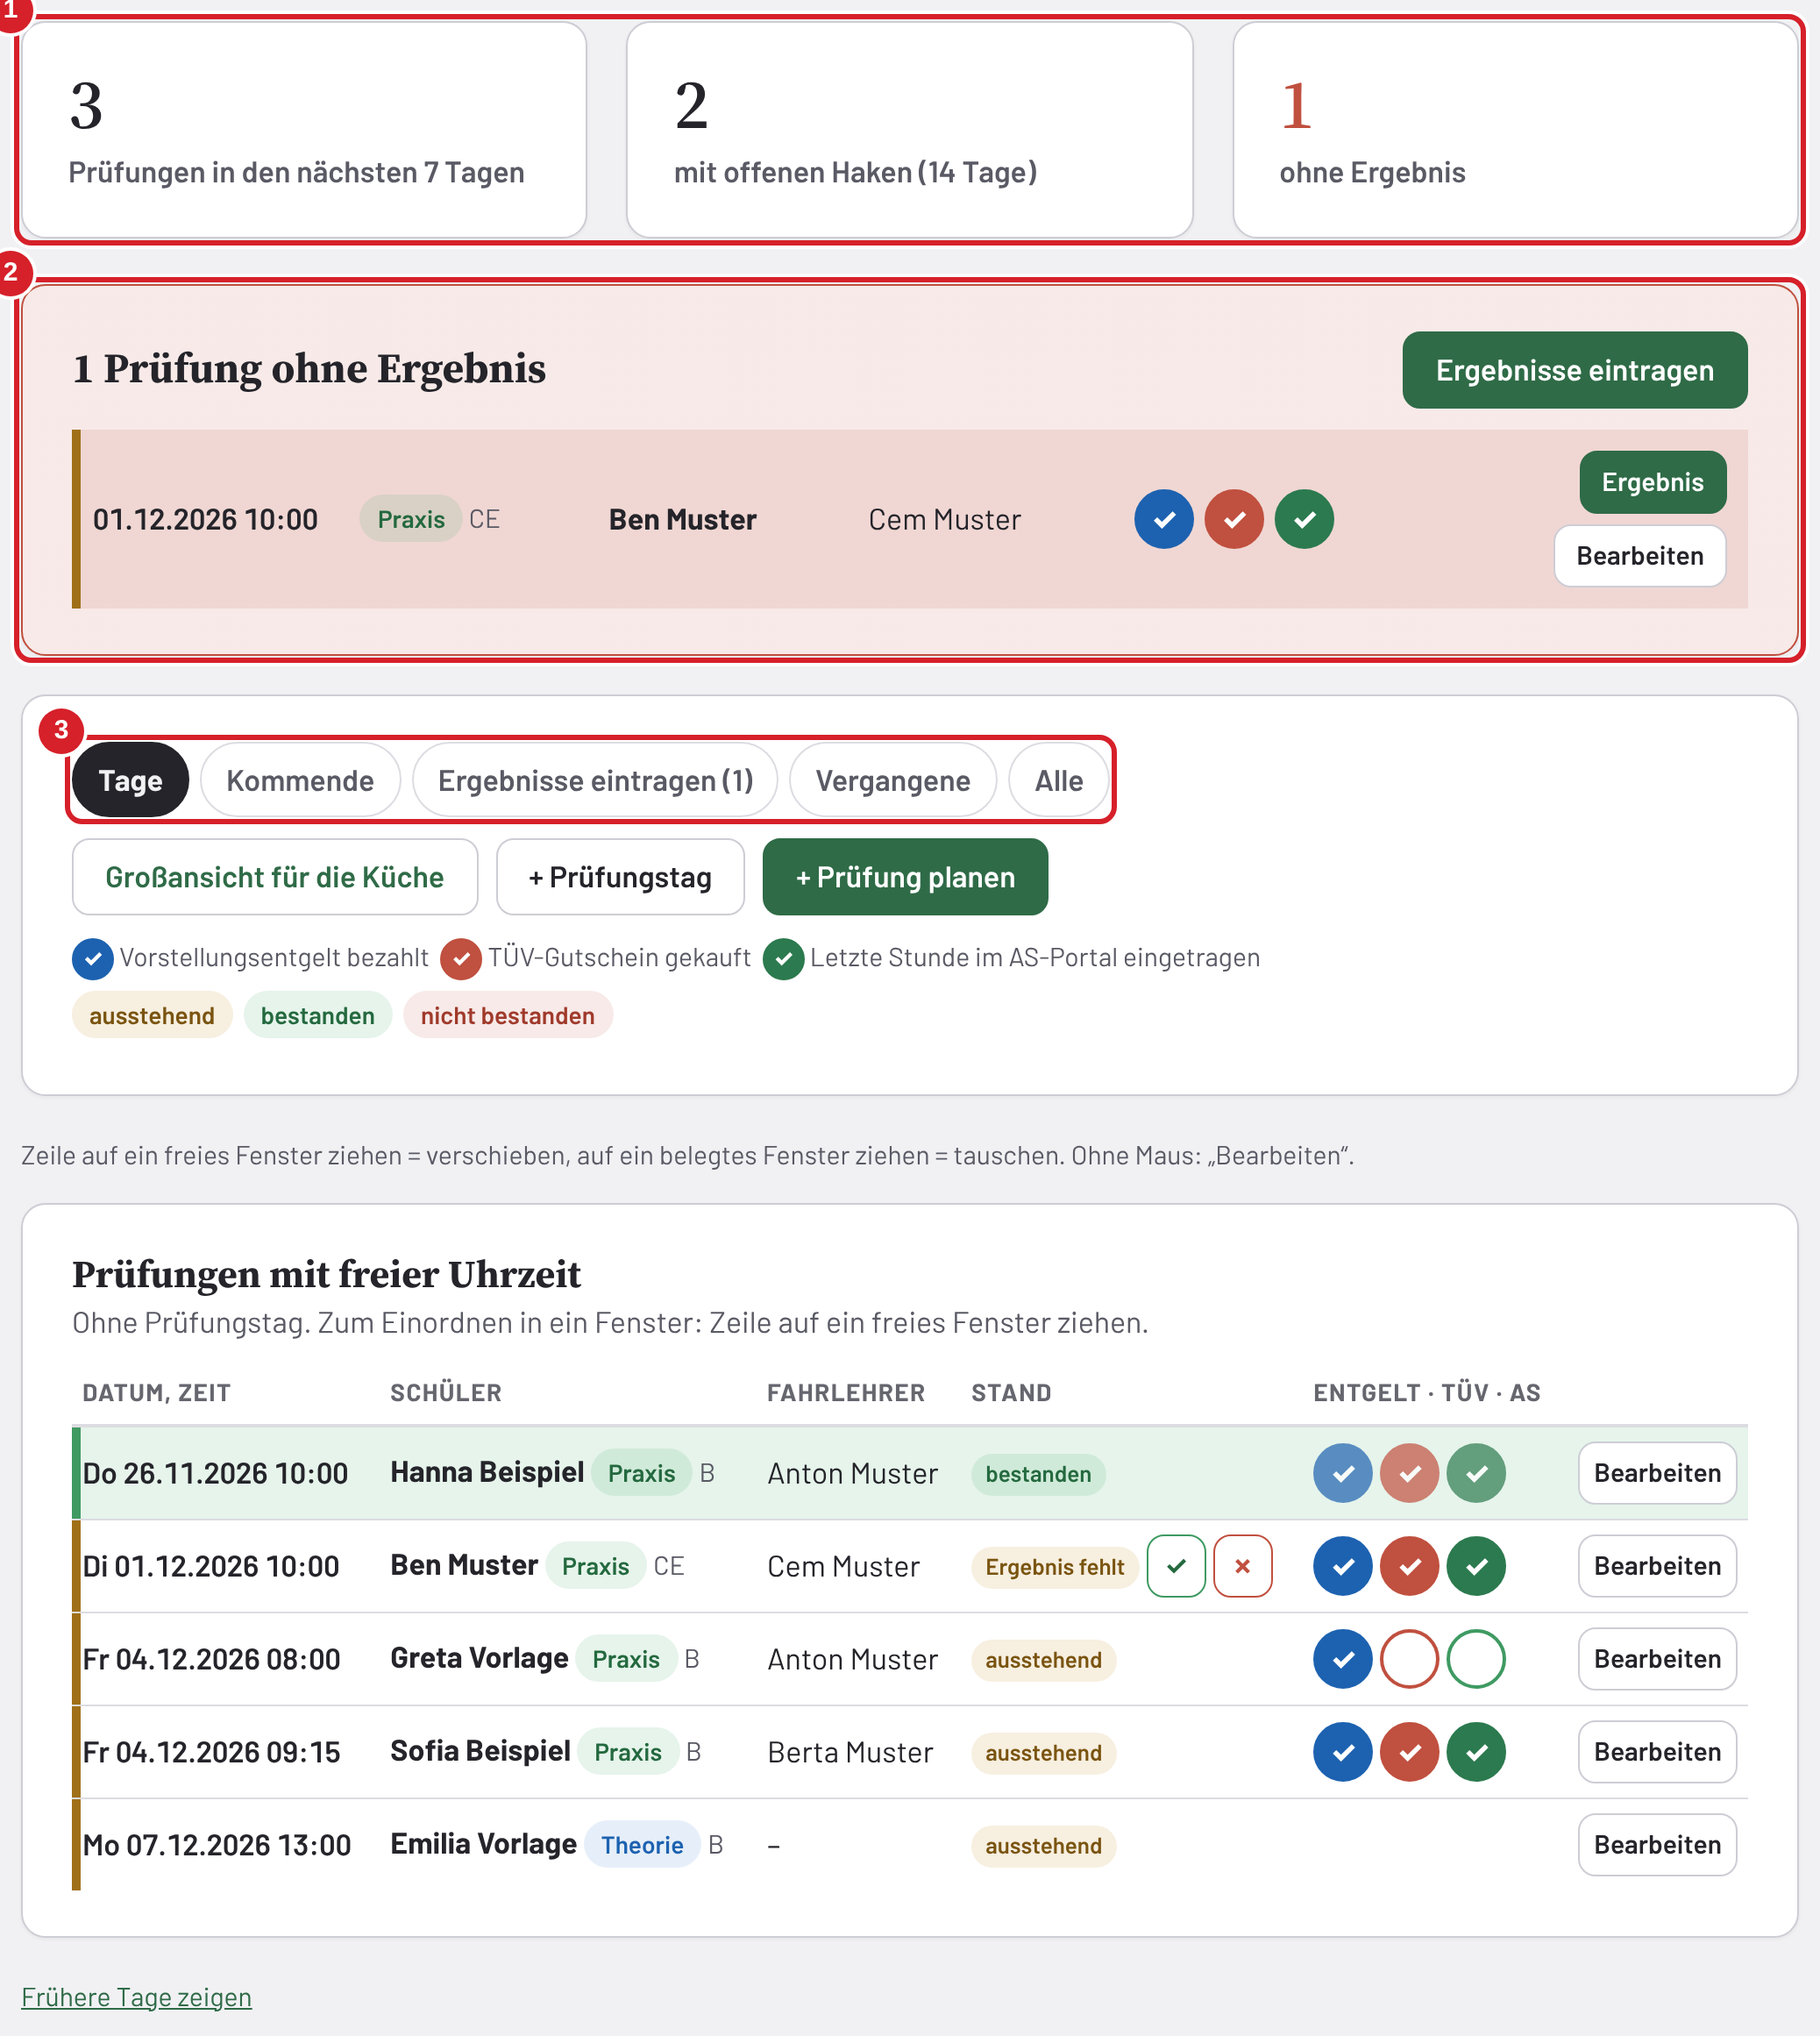 1
3
Prüfungen in den nächsten 7 Tagen
2
mit offenen Haken (14 Tage)
1
ohne Ergebnis
2
1 Prüfung ohne Ergebnis
Ergebnisse eintragen
01.12.2026 10:00 Praxis CE Ben Muster Cem Muster
Ergebnis
Bearbeiten
3
Tage Kommende Ergebnisse eintragen (1) Vergangene Alle
Großansicht für die Küche + Prüfungstag + Prüfung planen
Vorstellungsentgelt bezahlt TÜV-Gutschein gekauft Letzte Stunde im AS-Portal eingetragen
ausstehend bestanden nicht bestanden
Zeile auf ein freies Fenster ziehen = verschieben, auf ein belegtes Fenster ziehen = tauschen. Ohne Maus: „Bearbeiten“.
Prüfungen mit freier Uhrzeit
Ohne Prüfungstag. Zum Einordnen in ein Fenster: Zeile auf ein freies Fenster ziehen.
DATUM, ZEIT SCHÜLER FAHRLEHRER STAND ENTGELT · TÜV · AS
Do 26.11.2026 10:00 Hanna Beispiel Praxis B Anton Muster bestanden Bearbeiten
Di 01.12.2026 10:00 Ben Muster Praxis CE Cem Muster Ergebnis fehlt Bearbeiten
Fr 04.12.2026 08:00 Greta Vorlage Praxis B Anton Muster ausstehend Bearbeiten
Fr 04.12.2026 09:15 Sofia Beispiel Praxis B Berta Muster ausstehend Bearbeiten
Mo 07.12.2026 13:00 Emilia Vorlage Theorie B – ausstehend Bearbeiten
Frühere Tage zeigen